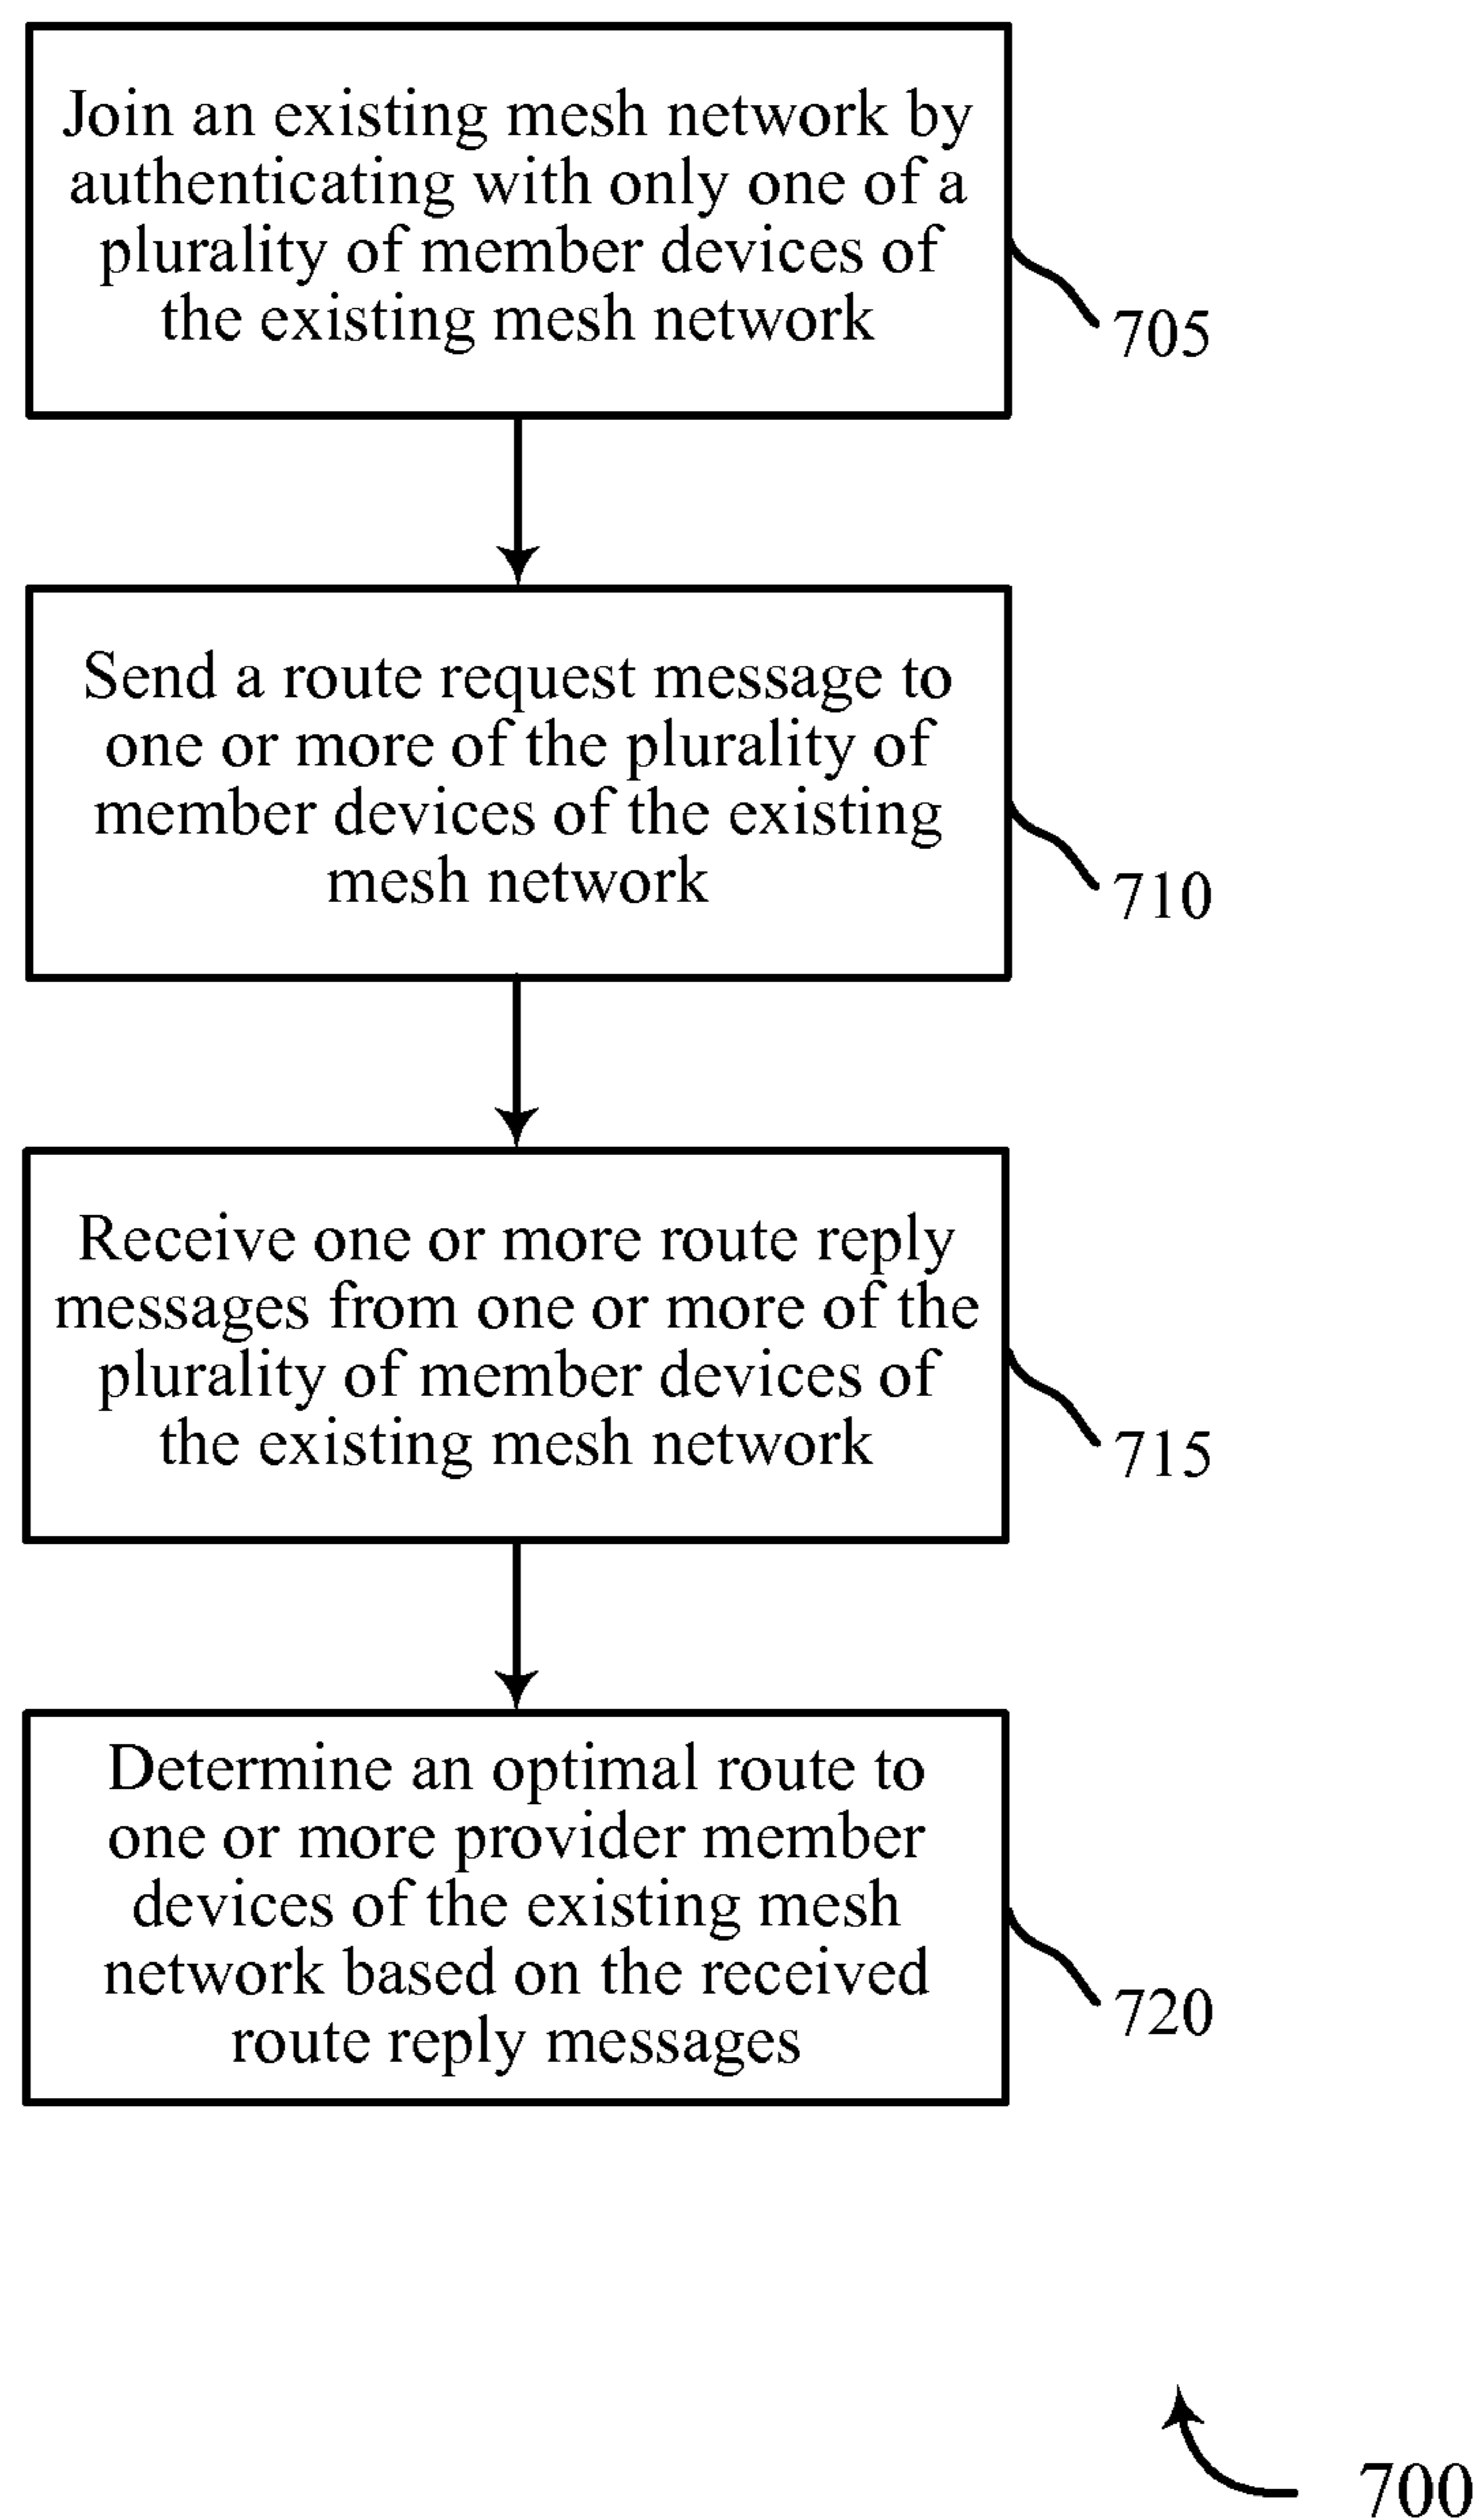 Join an existing mesh network by
authenticating with only one of a
plurality of member devices of
the existing mesh network
705
Send a route request message to
one or more of the plurality of
member devices of the existing
mesh network
710
Receive one or more route reply
messages from one or more of the
plurality of member devices of
the existing mesh network
715
Determine an optimal route to
one or more provider member
devices of the existing mesh
network based on the received
route reply messages
720
700